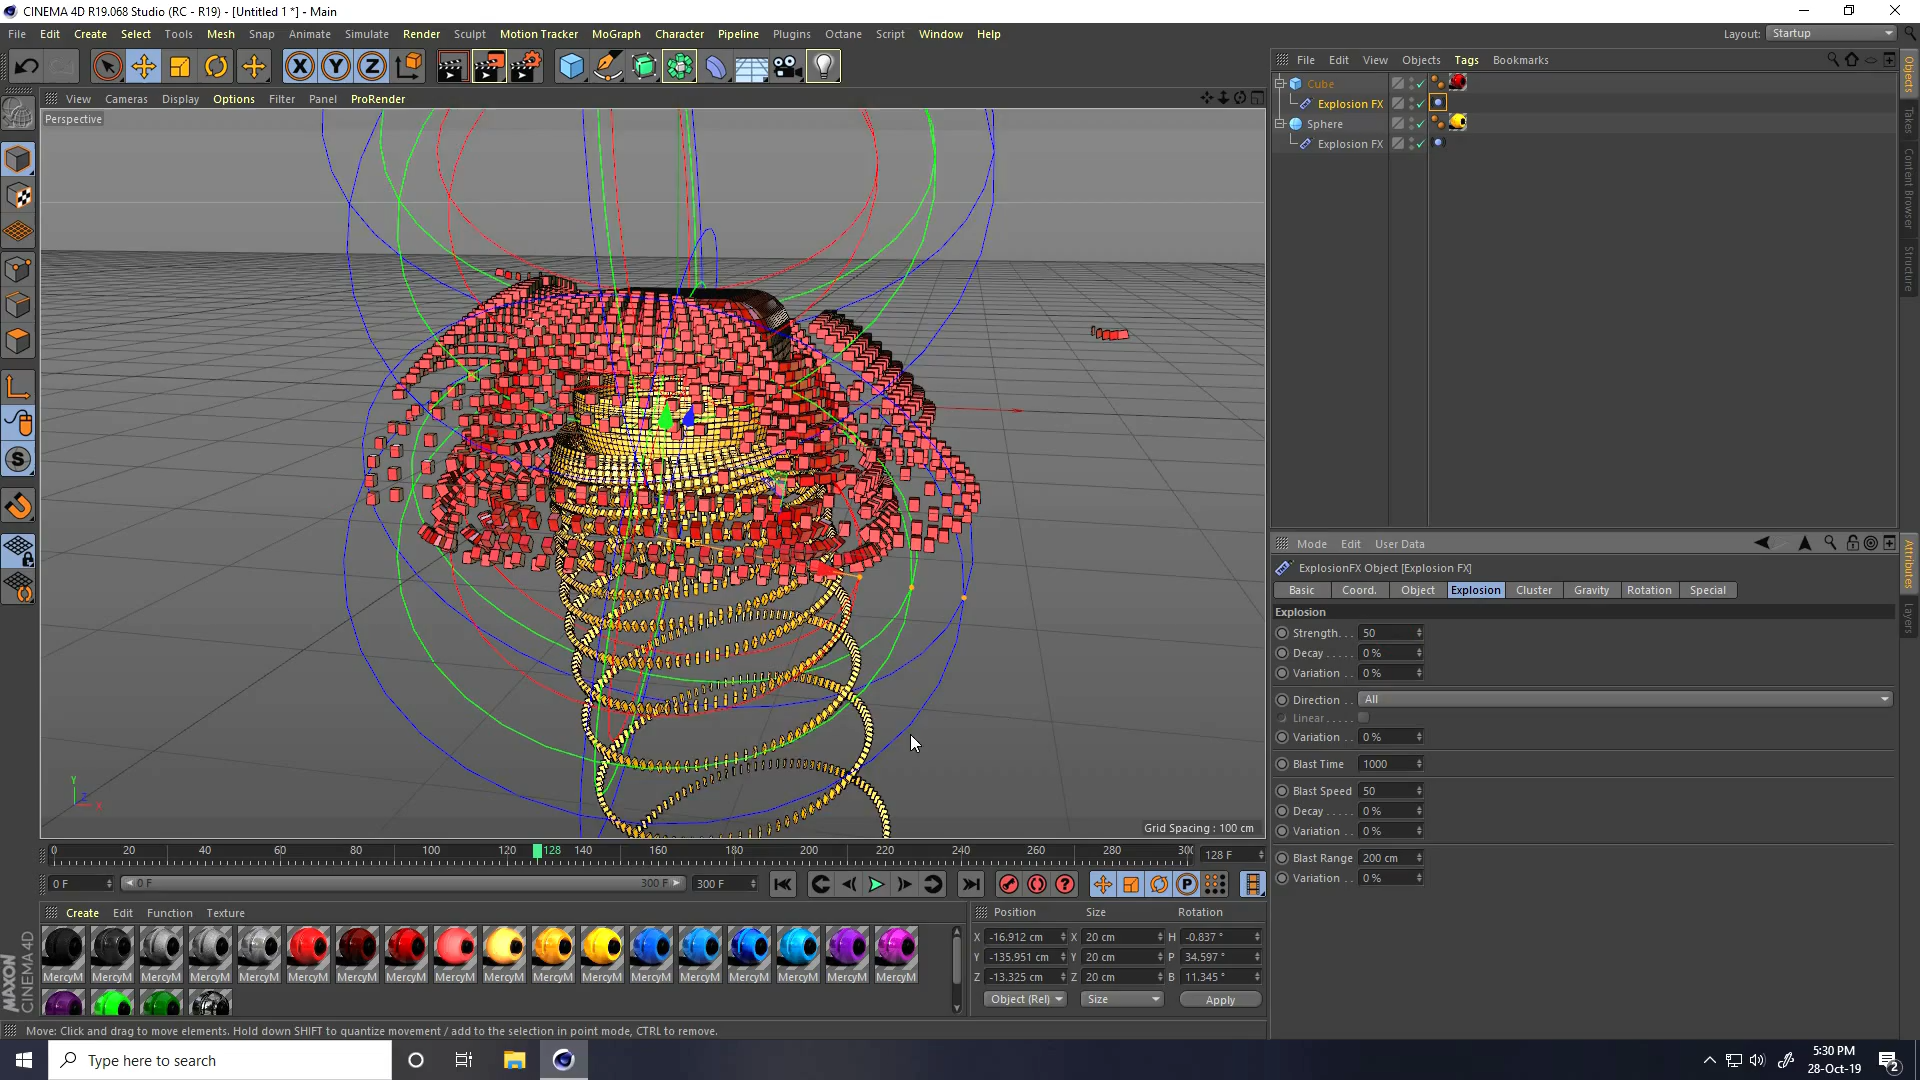 CINEMA 4D R19.068 Studio (RC - R19) - [Untitled 1 *] - Main
File Edit Create Select Tools Mesh Snap Animate Simulate Render Sculpt Motion Tracker MoGraph Character Pipeline Plugins Octane Script Window Help
Layout: Startup
File Edit View Objects Tags Bookmarks
View Cameras Display Options Filter Panel ProRender
Perspective
Cube
Explosion FX
Sphere
Explosion FX
Objects
Takes
Content Browser
Structure
Mode Edit User Data
ExplosionFX Object [Explosion FX]
Basic Coord. Object Explosion Cluster Gravity Rotation Special
Explosion
Strength. . . 50
Decay . . . . . 0 %
Variation . . . 0 %
Direction . . All
Linear . . . . .
Variation . . 0 %
Blast Time 1000
Blast Speed 50
Decay . . . . 0 %
Variation . . 0 %
Blast Range 200 cm
Variation . . 0 %
Attributes
Layers
Y
Z
X
Grid Spacing : 100 cm
0 20 40 60 80 100 120 128 140 160 180 200 220 240 260 280 300
128 F
0 F 0 F 300 F 300 F
Create Edit Function Texture
MercyM MercyM MercyM MercyM MercyM MercyM MercyM MercyM MercyM MercyM MercyM MercyM MercyM MercyM MercyM MercyM MercyM MercyM
Position Size Rotation
X -16.912 cm X 20 cm H -0.837 °
Y -135.951 cm Y 20 cm P 34.597 °
Z -13.325 cm Z 20 cm B 11.345 °
Object (Rel) Size Apply
MAXON
CINEMA 4D
Move: Click and drag to move elements. Hold down SHIFT to quantize movement / add to the selection in point mode, CTRL to remove.
Type here to search
5:30 PM
28-Oct-19
2